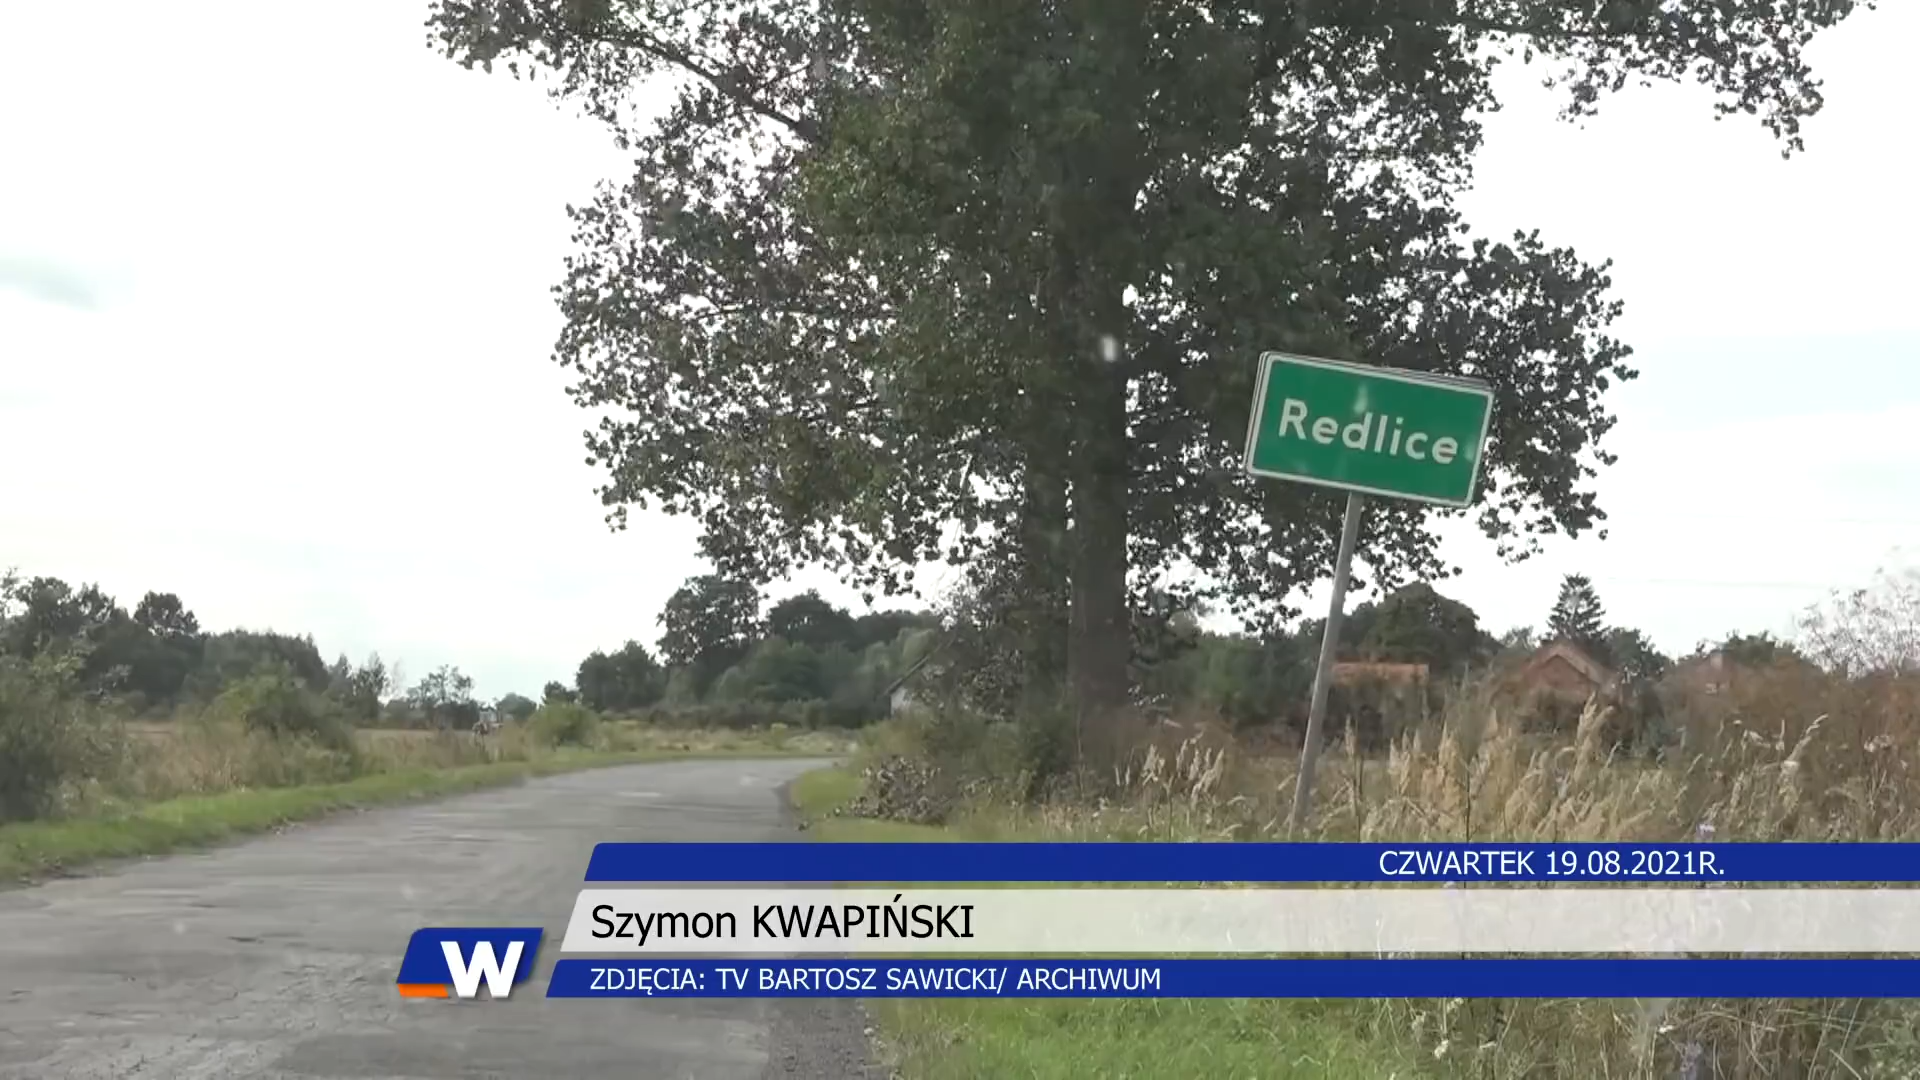 Redlice
CZWARTEK 19.08.2021R.
Szymon KWAPIŃSKI
W
ZDJĘCIA: TV BARTOSZ SAWICKI/ ARCHIWUM